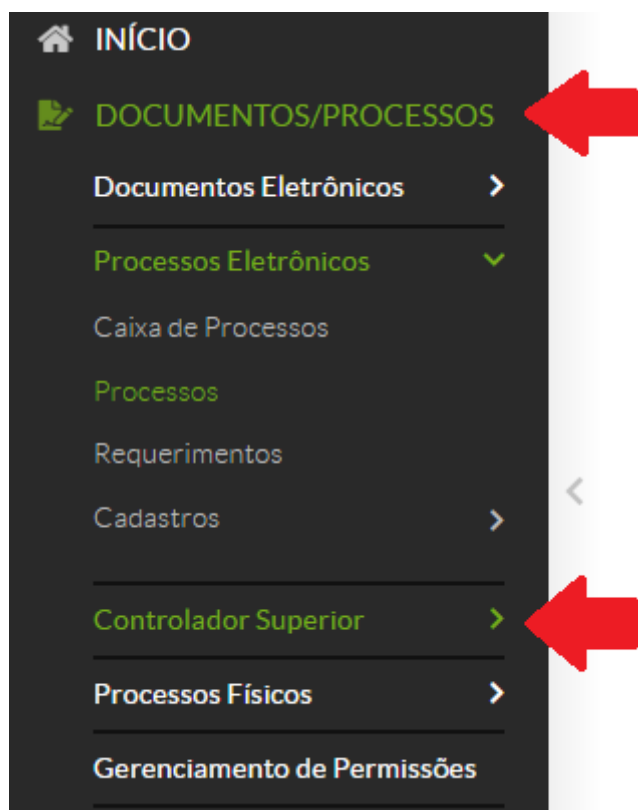 INÍCIO
DOCUMENTOS/PROCESSOS
Documentos Eletrônicos
Processos Eletrônicos
Caixa de Processos
Processos
Requerimentos
Cadastros
Controlador Superior
Processos Físicos
Gerenciamento de Permissões